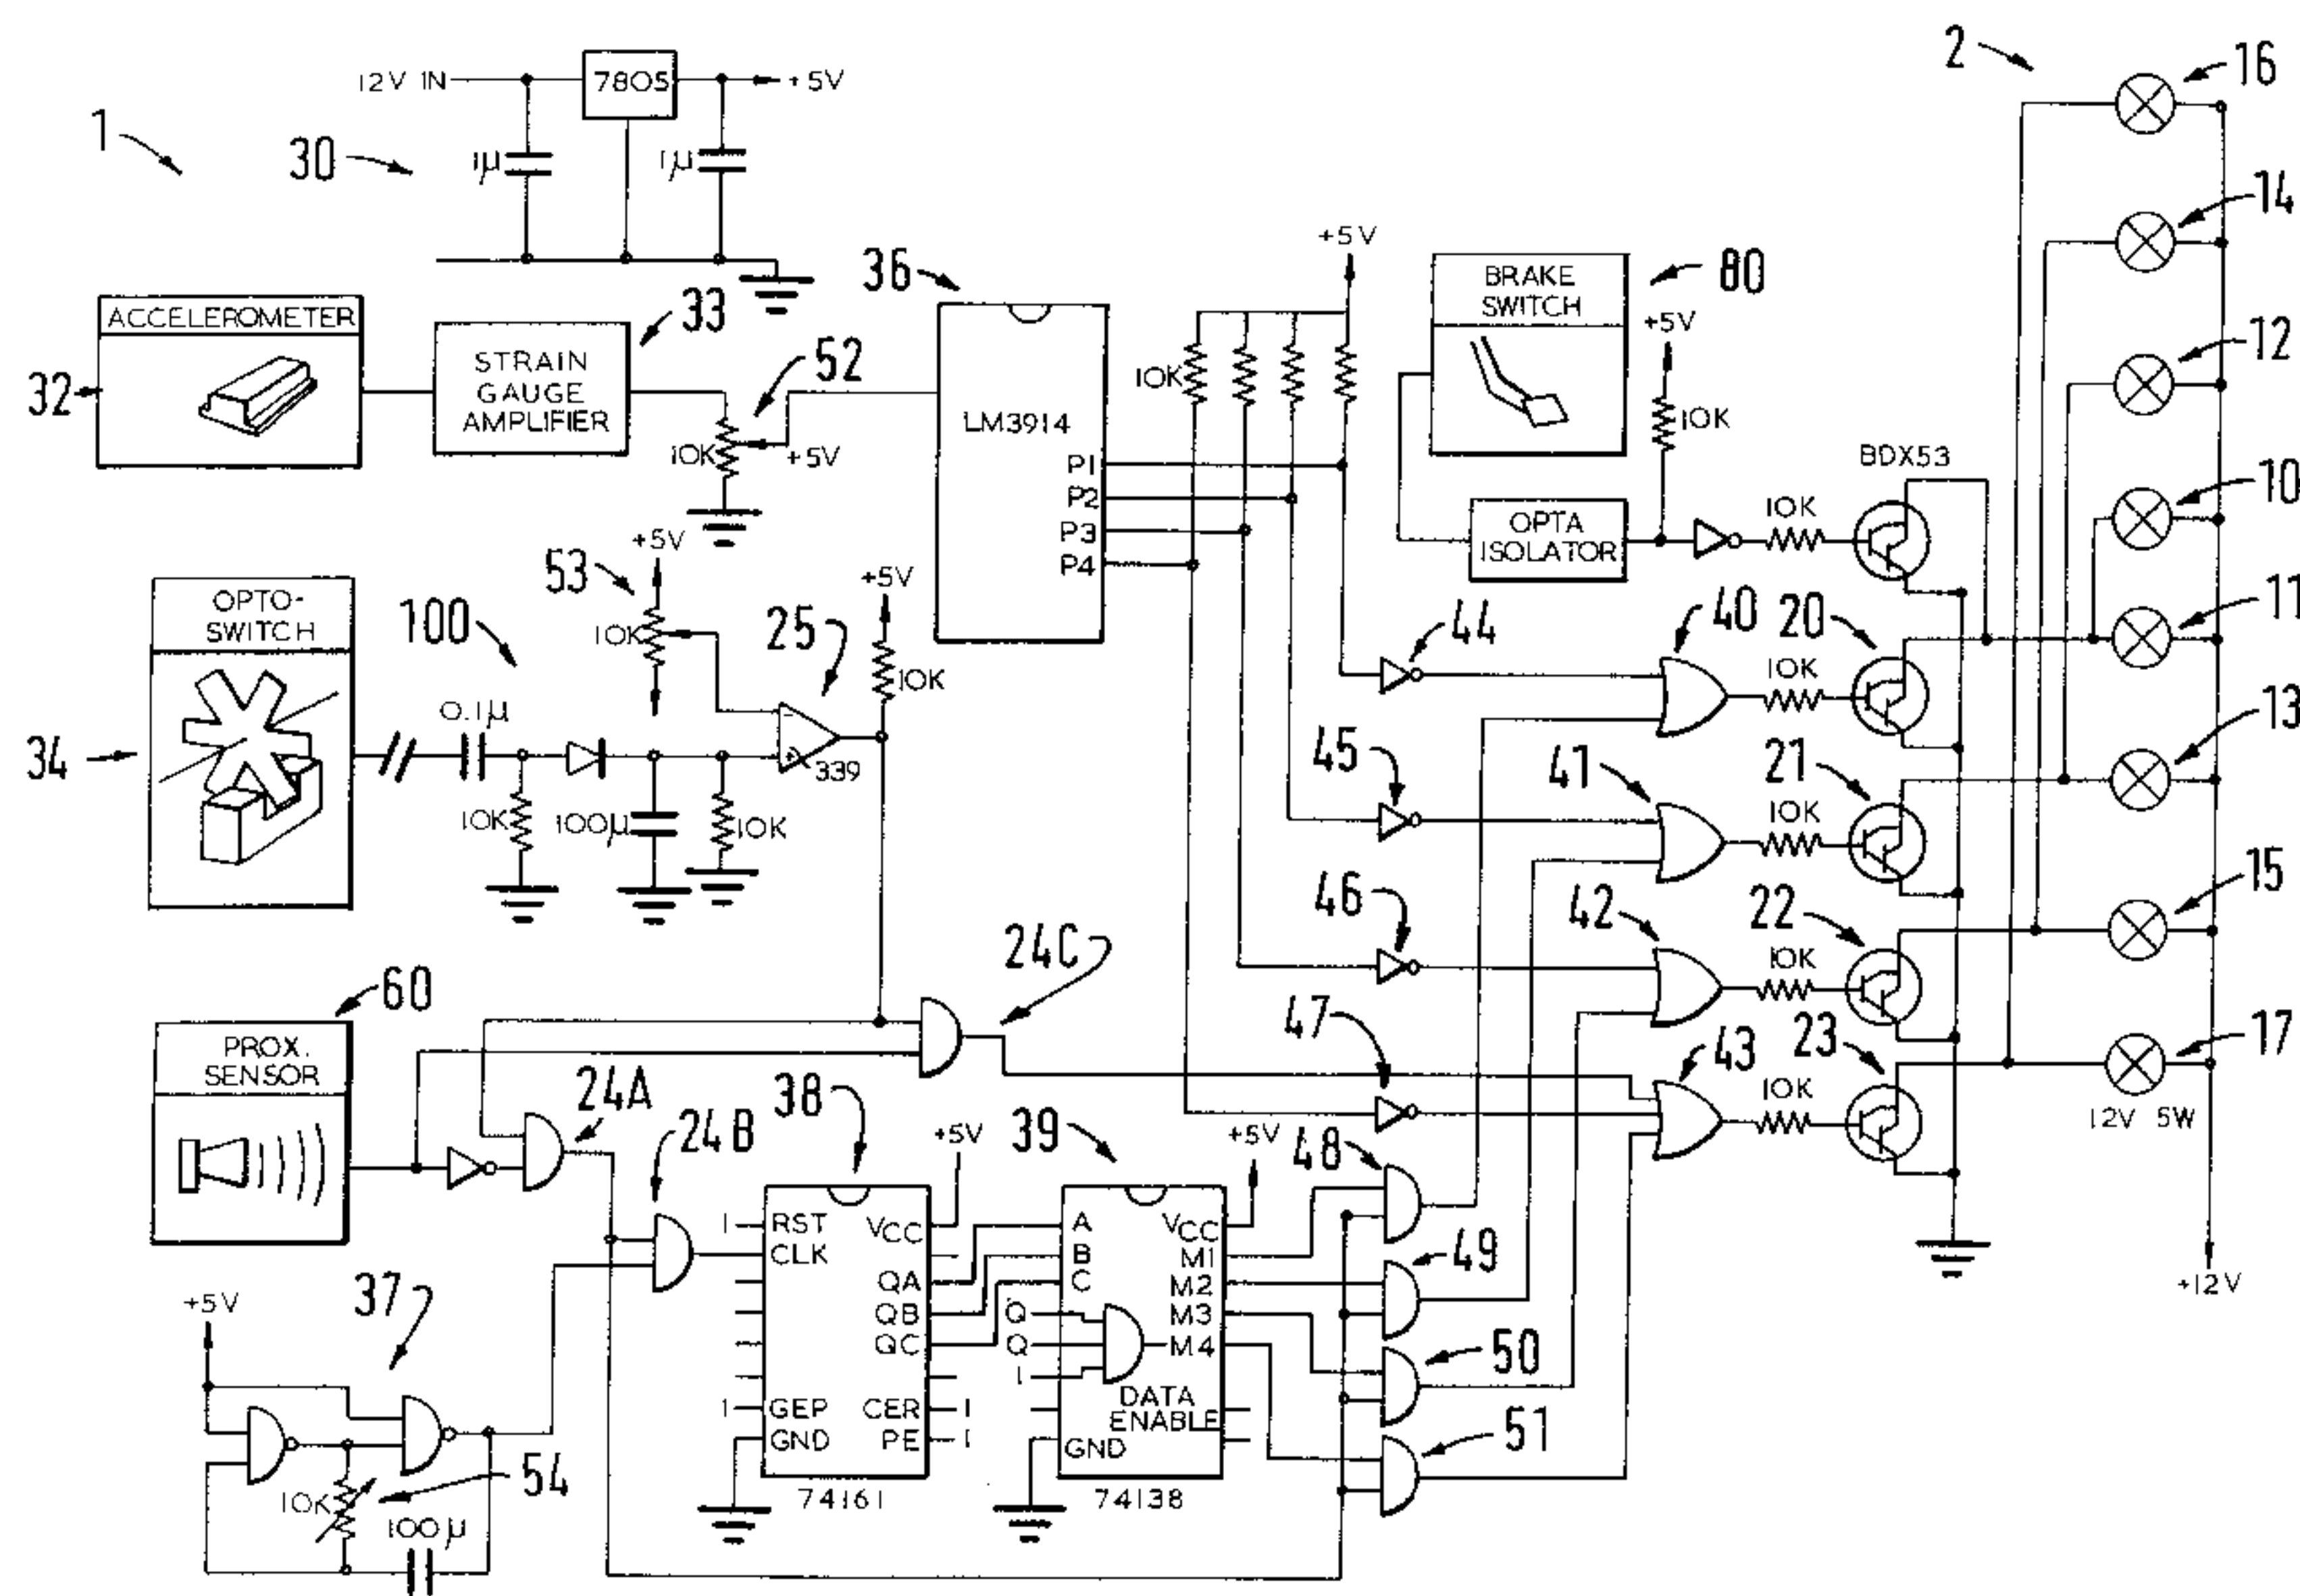 1
30
12V IN
7805
+5V
1µ
1µ
2
16
14
12
10
11
13
15
17
ACCELEROMETER
32
STRAIN
GAUGE
AMPLIFIER
33
52
10K
+5V
36
LM3914
P1
P2
P3
P4
+5V
10K
BRAKE
SWITCH
80
+5V
10K
OPTA
ISOLATOR
10K
BDX53
OPTO-
SWITCH
34
100
53
+5V
10K
25
+5V
10K
0.1µ
10K
100µ
10K
339
-
+
44
40
20
10K
45
41
21
10K
46
42
22
10K
47
43
23
10K
12V 5W
+12V
PROX.
SENSOR
60
24A
24B
24C
38
+5V
RST
CLK
VCC
QA
QB
QC
GEP
GND
CER
PE
1
1
1
1
74161
39
+5V
A
B
C
Q
Q
1
VCC
M1
M2
M3
M4
DATA
ENABLE
GND
74138
48
49
50
51
+5V
37
10K
54
100µ